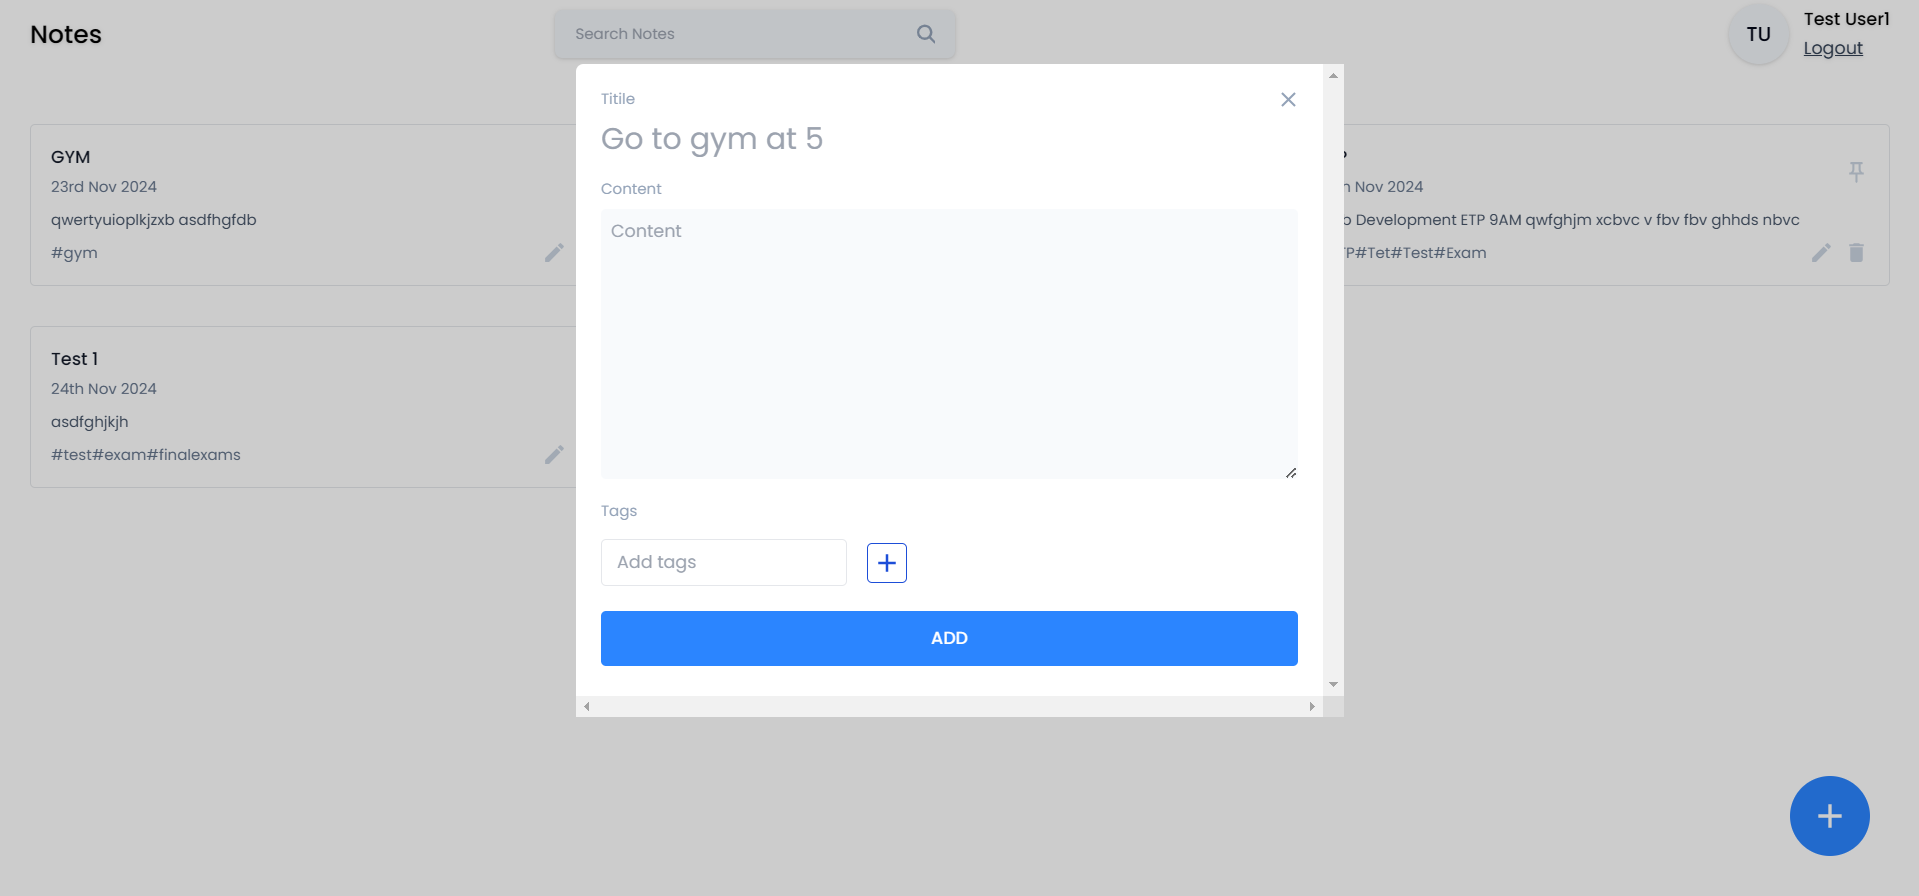 Notes
Search Notes
TU
Test User1
Logout
Titile
Go to gym at 5
Content
Content
Tags
Add tags
ADD
GYM
23rd Nov 2024
qwertyuioplkjzxb asdfhgfdb
#gym
Nov 2024
Development ETP 9AM qwfghjm xcbvc v fbv fbv ghhds nbvc
#Tet#Test#Exam
Test 1
24th Nov 2024
asdfghjkjh
#test#exam#finalexams